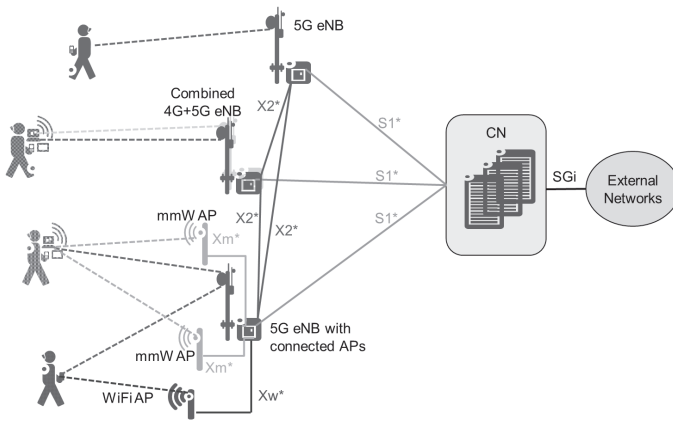 5G eNB
Combined
4G+5G eNB
X2*
S1*
CN
S1*
SGi
External
Networks
mmW AP
X2*
X2*
S1*
Xm*
5G eNB with
connected APs
mmW AP
Xm*
WiFi AP
Xw*